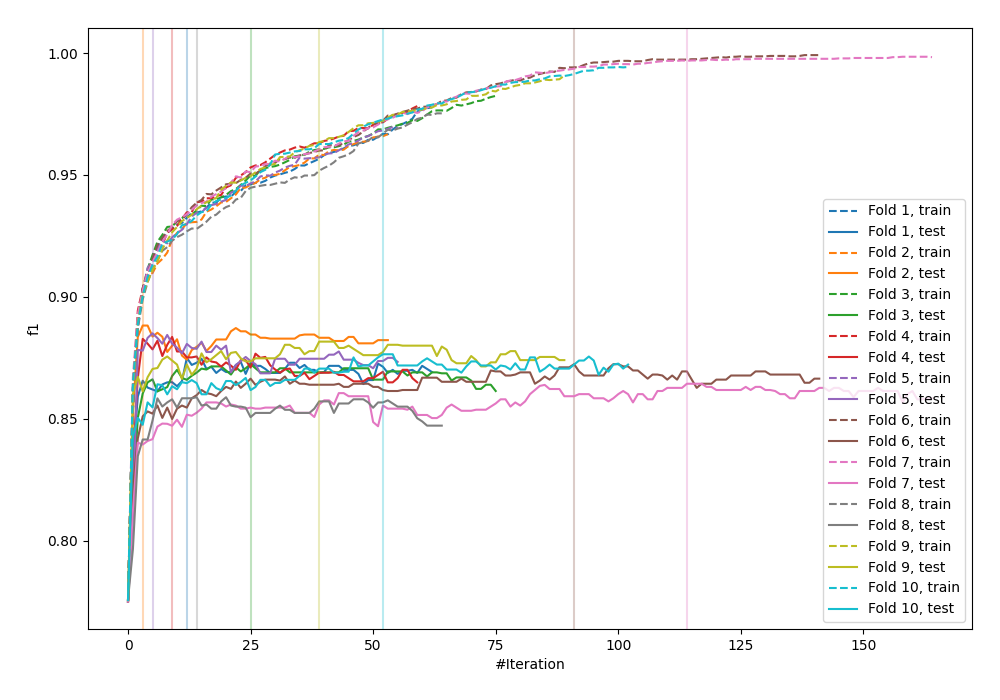 1.00
0.95
0.90
0.85
0.80
f1
0
25
50
75
100
125
150
#Iteration
Fold 1, train
Fold 1, test
Fold 2, train
Fold 2, test
Fold 3, train
Fold 3, test
Fold 4, train
Fold 4, test
Fold 5, train
Fold 5, test
Fold 6, train
Fold 6, test
Fold 7, train
Fold 7, test
Fold 8, train
Fold 8, test
Fold 9, train
Fold 9, test
Fold 10, train
Fold 10, test